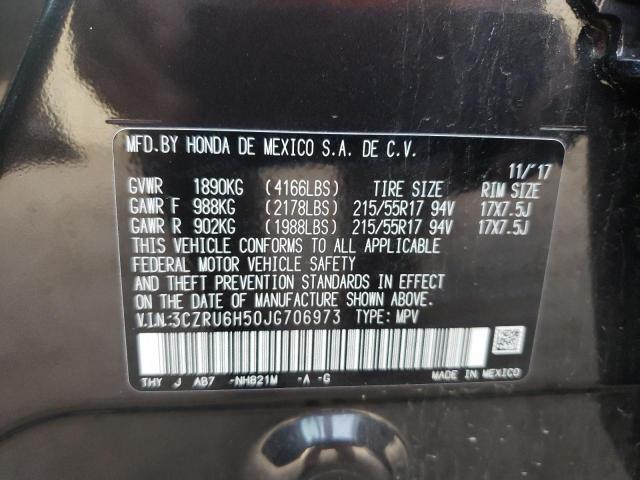 MFD.BY HONDA DE MEXICO S.A. DE C.V.
11/'17
GVWR 1890KG (4166LBS) TIRE SIZE RIM SIZE
GAWR F 988KG (2178LBS) 215/55R17 94V 17X7.5J
GAWR R 902KG (1988LBS) 215/55R17 94V 17X7.5J
THIS VEHICLE CONFORMS TO ALL APPLICABLE
FEDERAL MOTOR VEHICLE SAFETY
AND THEFT PREVENTION STANDARDS IN EFFECT
ON THE DATE OF MANUFACTURE SHOWN ABOVE.
V.I.N.:3CZRU6H50JG706973 TYPE: MPV
THY J AB7 -NH821M -A -G MADE IN MEXICO